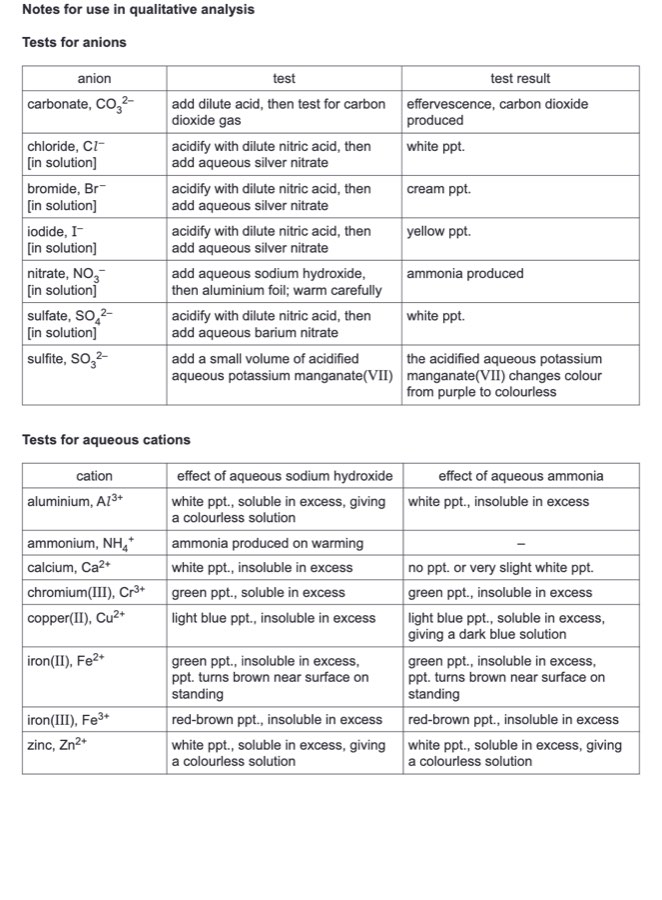 Notes for use in qualitative analysis
Tests for anions
anion test test result
carbonate, CO₃²⁻ add dilute acid, then test for carbon effervescence, carbon dioxide
dioxide gas produced
chloride, Cl⁻ acidify with dilute nitric acid, then white ppt.
[in solution] add aqueous silver nitrate
bromide, Br⁻ acidify with dilute nitric acid, then cream ppt.
[in solution] add aqueous silver nitrate
iodide, I⁻ acidify with dilute nitric acid, then yellow ppt.
[in solution] add aqueous silver nitrate
nitrate, NO₃⁻ add aqueous sodium hydroxide, ammonia produced
[in solution] then aluminium foil; warm carefully
sulfate, SO₄²⁻ acidify with dilute nitric acid, then white ppt.
[in solution] add aqueous barium nitrate
sulfite, SO₃²⁻ add a small volume of acidified the acidified aqueous potassium
aqueous potassium manganate(VII) manganate(VII) changes colour
from purple to colourless
Tests for aqueous cations
cation effect of aqueous sodium hydroxide effect of aqueous ammonia
aluminium, Al³⁺ white ppt., soluble in excess, giving white ppt., insoluble in excess
a colourless solution
ammonium, NH₄⁺ ammonia produced on warming –
calcium, Ca²⁺ white ppt., insoluble in excess no ppt. or very slight white ppt.
chromium(III), Cr³⁺ green ppt., soluble in excess green ppt., insoluble in excess
copper(II), Cu²⁺ light blue ppt., insoluble in excess light blue ppt., soluble in excess,
giving a dark blue solution
iron(II), Fe²⁺ green ppt., insoluble in excess, green ppt., insoluble in excess,
ppt. turns brown near surface on ppt. turns brown near surface on
standing standing
iron(III), Fe³⁺ red-brown ppt., insoluble in excess red-brown ppt., insoluble in excess
zinc, Zn²⁺ white ppt., soluble in excess, giving white ppt., soluble in excess, giving
a colourless solution a colourless solution